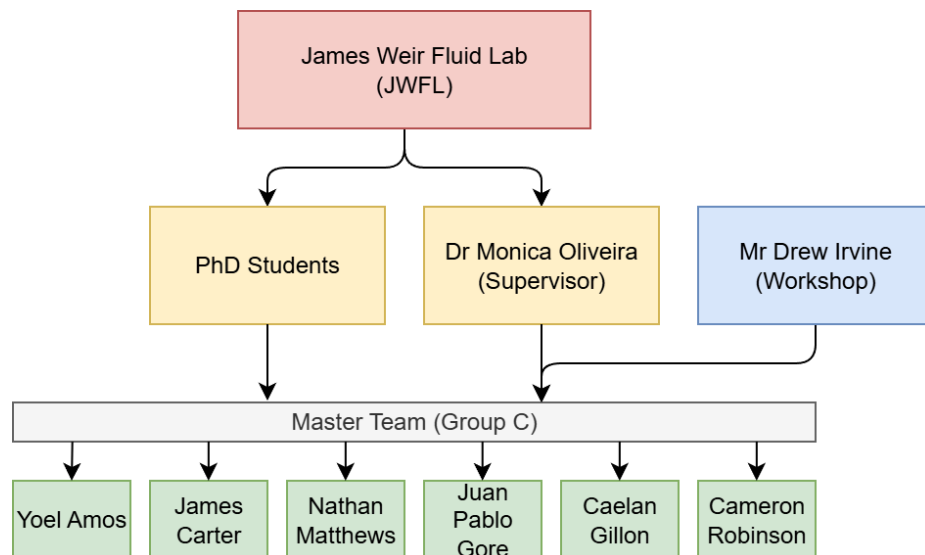 James Weir Fluid Lab
(JWFL)
PhD Students
Dr Monica Oliveira
(Supervisor)
Mr Drew Irvine
(Workshop)
Master Team (Group C)
Yoel Amos
James
Carter
Nathan
Matthews
Juan
Pablo
Gore
Caelan
Gillon
Cameron
Robinson